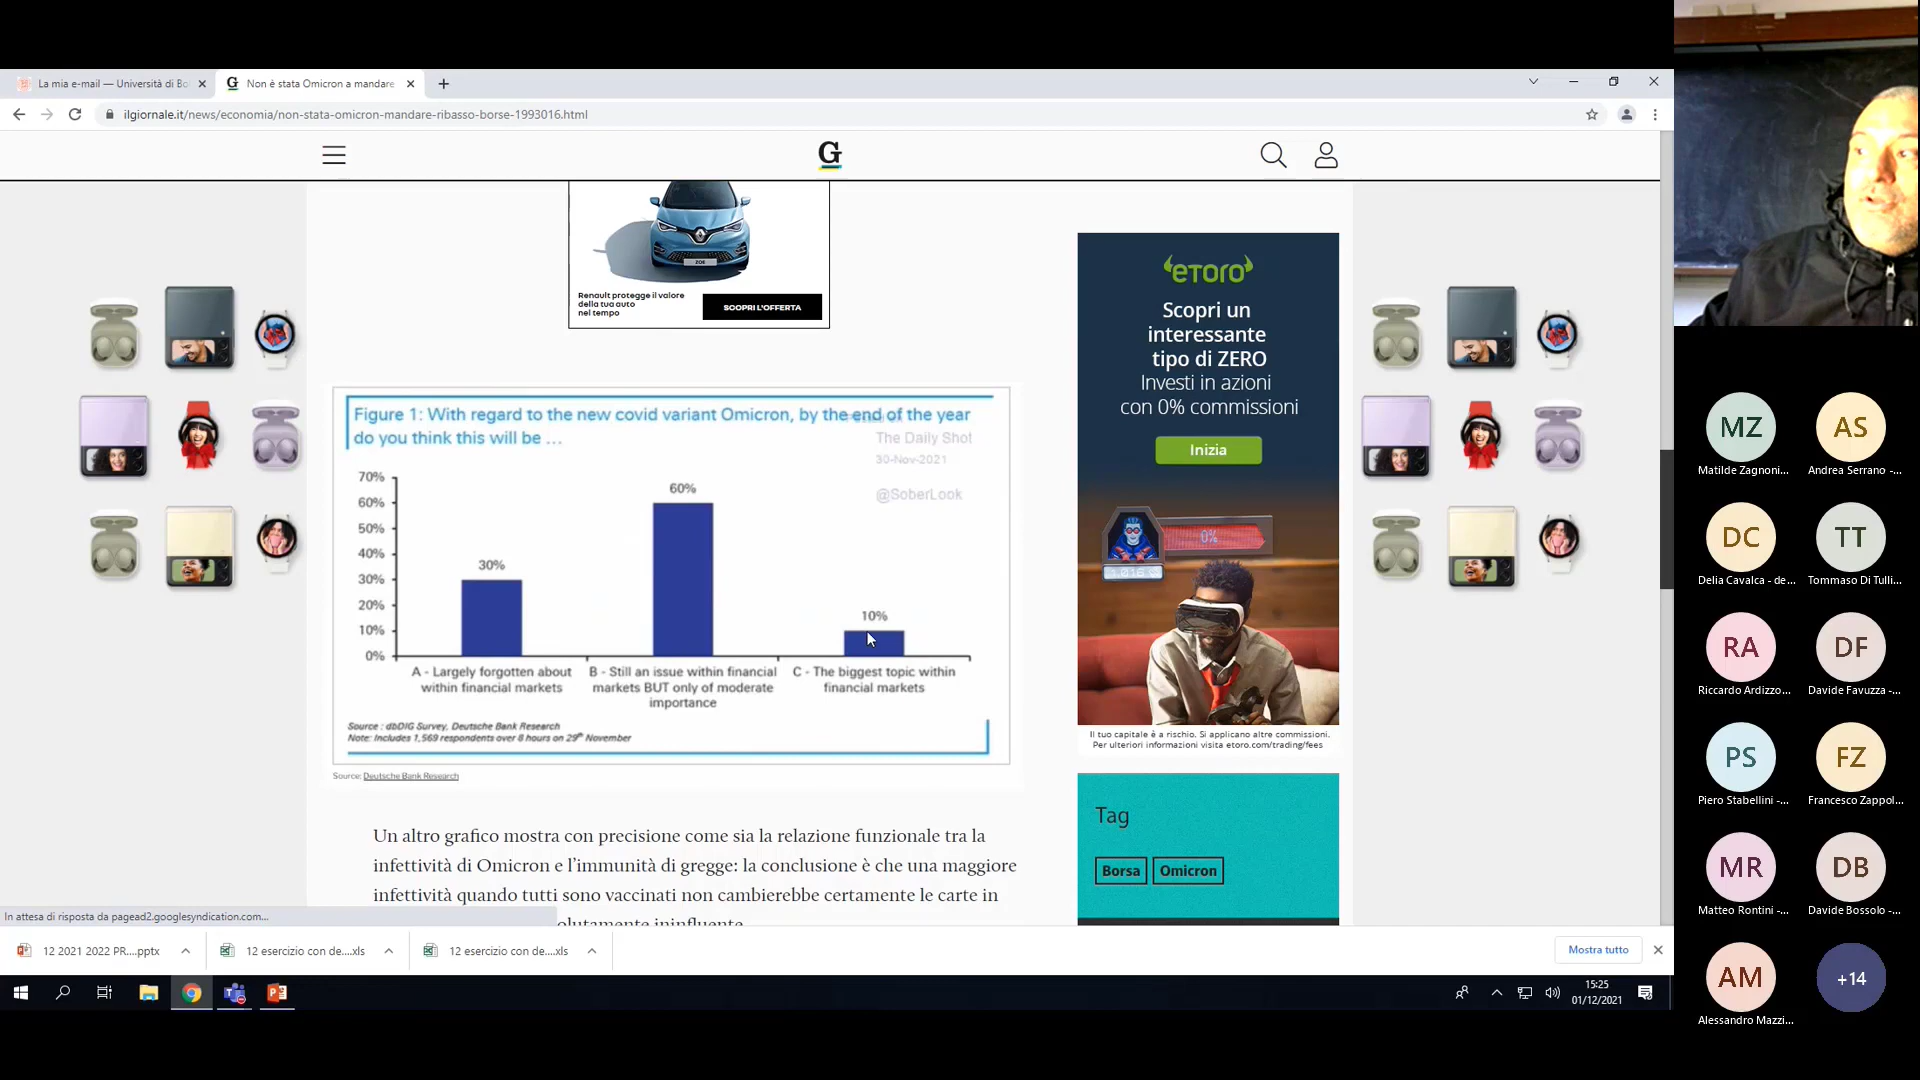 La mia e-mail — Università di Bo
Non è stata Omicron a mandare
ilgiornale.it/news/economia/non-stata-omicron-mandare-ribasso-borse-1993016.html
G
ZOE
Renault protegge il valore
della tua auto
nel tempo
SCOPRI L'OFFERTA
Figure 1: With regard to the new covid variant Omicron, by the end of the year
do you think this will be ...
The Daily Shot
30-Nov-2021
@SoberLook
70%
60%
50%
40%
30%
20%
10%
0%
30%
60%
10%
A - Largely forgotten about
within financial markets
B - Still an issue within financial
markets BUT only of moderate
importance
C - The biggest topic within
financial markets
Source : dbDIG Survey, Deutsche Bank Research
Note: Includes 1,569 respondents over 8 hours on 29th November
Source: Deutsche Bank Research
Un altro grafico mostra con precisione come sia la relazione funzionale tra la
infettività di Omicron e l'immunità di gregge: la conclusione è che una maggiore
infettività quando tutti sono vaccinati non cambierebbe certamente le carte in
olutamente ininfluente.
eToro
Scopri un
interessante
tipo di ZERO
Investi in azioni
con 0% commissioni
Inizia
0%
Il tuo capitale è a rischio. Si applicano altre commissioni.
Per ulteriori informazioni visita etoro.com/trading/fees
Tag
Borsa
Omicron
In attesa di risposta da pagead2.googlesyndication.com...
12 2021 2022 PR....pptx
12 esercizio con de....xls
12 esercizio con de....xls
Mostra tutto
15:25
01/12/2021
MZ
Matilde Zagnoni...
AS
Andrea Serrano -...
DC
Delia Cavalca - de...
TT
Tommaso Di Tulli...
RA
Riccardo Ardizzo...
DF
Davide Favuzza -...
PS
Piero Stabellini -...
FZ
Francesco Zappol...
MR
Matteo Rontini -...
DB
Davide Bossolo -...
AM
Alessandro Mazzi...
+14